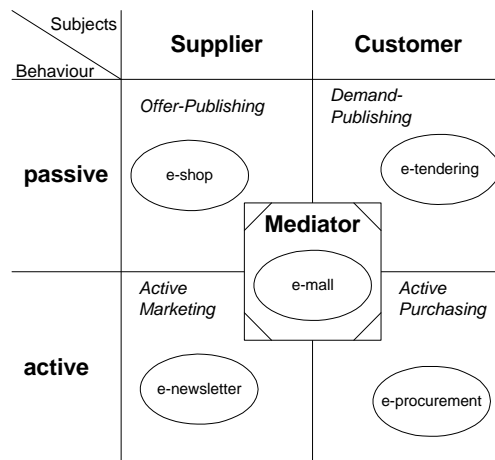 Subjects
Behaviour
Supplier
Customer
passive
Offer-Publishing
Demand-
Publishing
e-shop
e-tendering
Mediator
e-mall
active
Active
Marketing
Active
Purchasing
e-newsletter
e-procurement